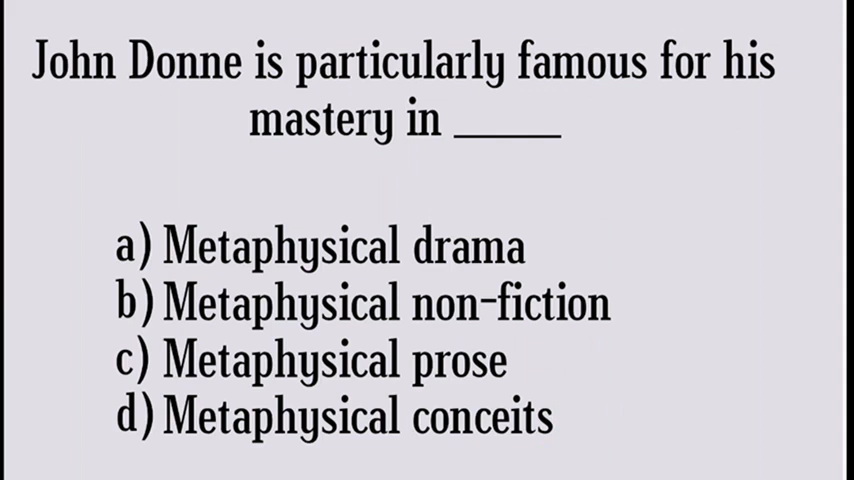 John Donne is particularly famous for his
mastery in _____
a) Metaphysical drama
b) Metaphysical non-fiction
c) Metaphysical prose
d) Metaphysical conceits